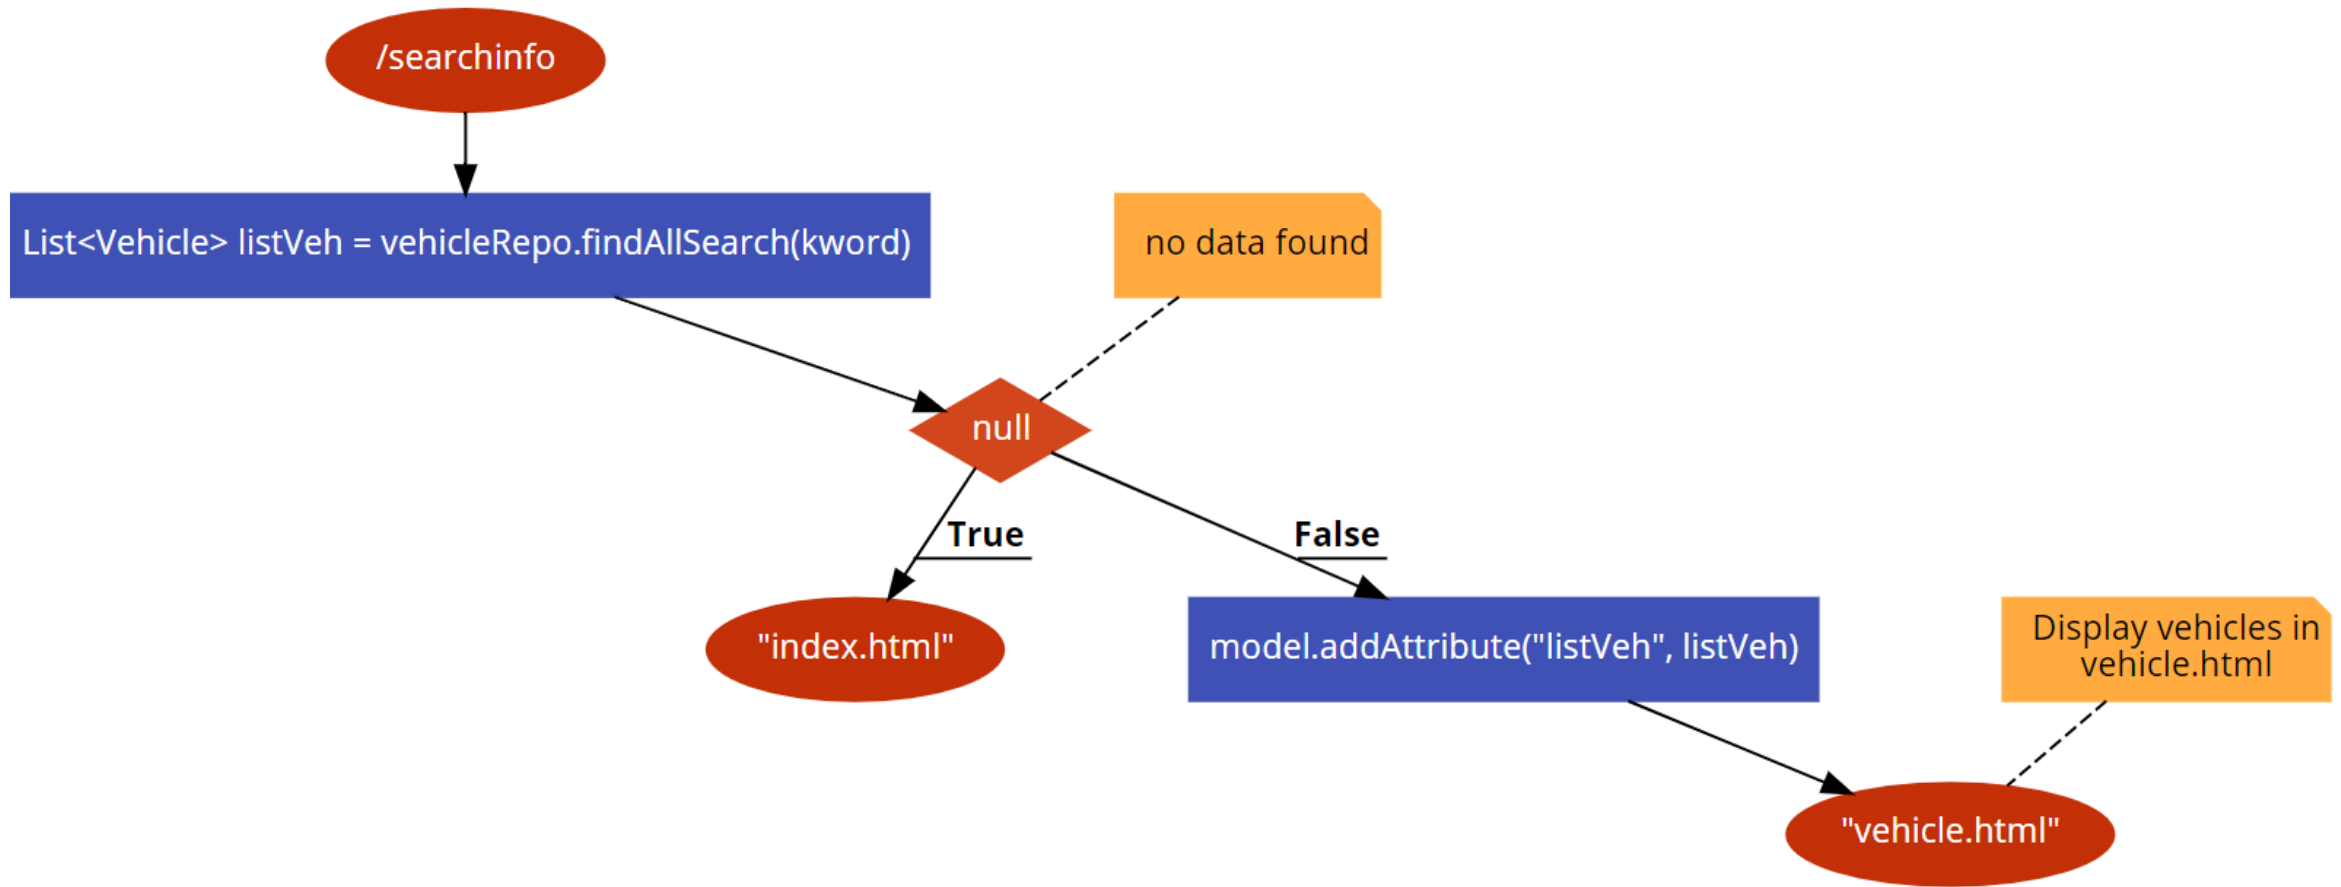 /searchinfo
List<Vehicle> listVeh = vehicleRepo.findAllSearch(kword)
no data found
null
True
False
"index.html"
model.addAttribute("listVeh", listVeh)
Display vehicles in
vehicle.html
"vehicle.html"